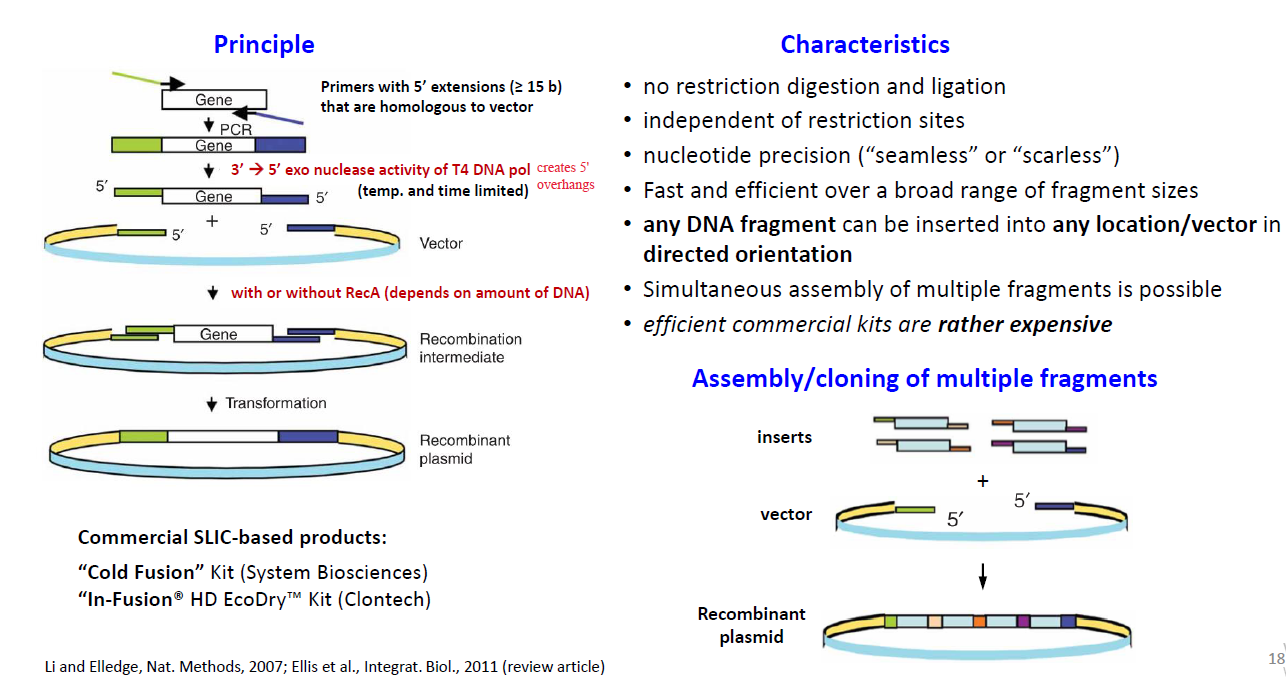 Principle
Primers with 5′ extensions (≥ 15 b)
that are homologous to vector
Gene
PCR
Gene
3′ → 5′ exo nuclease activity of T4 DNA pol
(temp. and time limited)
creates 5'
overhangs
5′
Gene
5′
+
5′
5′
Vector
with or without RecA (depends on amount of DNA)
Gene
Recombination
intermediate
Transformation
Recombinant
plasmid
Commercial SLIC-based products:
“Cold Fusion” Kit (System Biosciences)
“In-Fusion® HD EcoDry™ Kit (Clontech)
Li and Elledge, Nat. Methods, 2007; Ellis et al., Integrat. Biol., 2011 (review article)
Characteristics
• no restriction digestion and ligation
• independent of restriction sites
• nucleotide precision (“seamless” or “scarless”)
• Fast and efficient over a broad range of fragment sizes
• any DNA fragment can be inserted into any location/vector in
directed orientation
• Simultaneous assembly of multiple fragments is possible
• efficient commercial kits are rather expensive
Assembly/cloning of multiple fragments
inserts
+
vector
5′
5′
Recombinant
plasmid
18